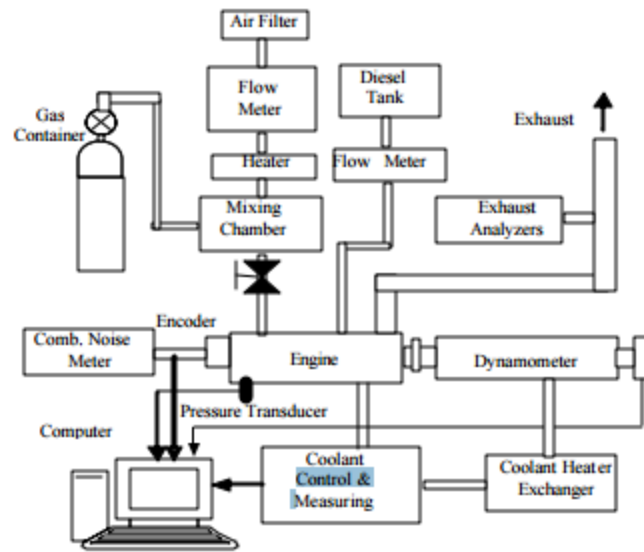 Air Filter
Flow
Meter
Diesel
Tank
Gas
Container
Exhaust
Heater
Flow Meter
Mixing
Chamber
Exhaust
Analyzers
Encoder
Comb. Noise
Meter
Engine
Dynamometer
Pressure Transducer
Computer
Coolant
Control &
Measuring
Coolant Heater
Exchanger